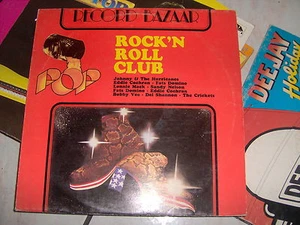 RECORD BAZAAR
ROCK'N
ROLL
CLUB
POP
Johnny & The Hurricanes
Eddie Cochran - Fats Domino
Lonnie Mack - Sandy Nelson
Fats Domino - Eddie Cochran
Bobby Vee - Del Shannon - The Crickets
DEEJAY
Holiday